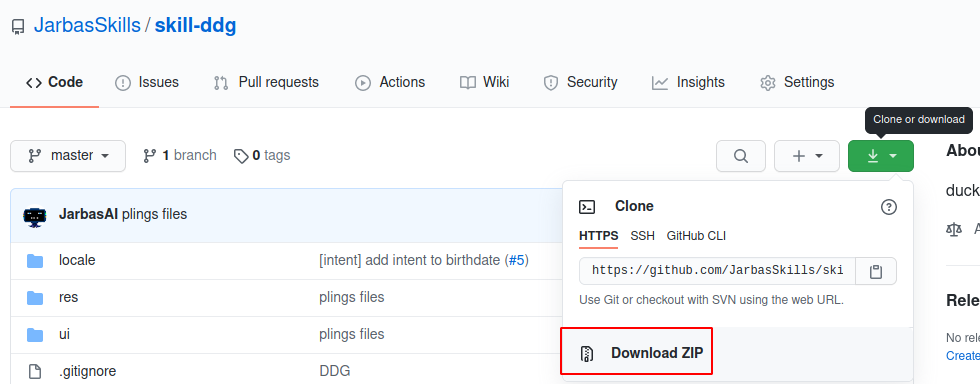 JarbasSkills / skill-ddg
Code Issues Pull requests Actions Wiki Security Insights Settings
Clone or download
master 1 branch 0 tags
Abou
duck
JarbasAI plings files
Clone
HTTPS SSH GitHub CLI
https://github.com/JarbasSkills/ski
Use Git or checkout with SVN using the web URL.
Download ZIP
locale [intent] add intent to birthdate (#5)
res plings files
ui plings files
.gitignore DDG
Rele
No rele
Create